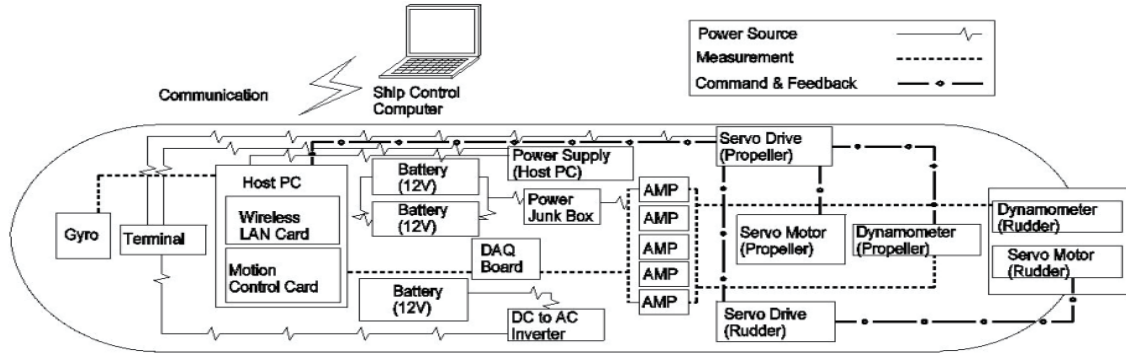 Power Source
Measurement
Command & Feedback
Communication
Ship Control
Computer
Servo Drive
(Propeller)
Power Supply
(Host PC)
Host PC
Battery
(12V)
AMP
Wireless
LAN Card
Battery
(12V)
Power
Junk Box
AMP
Gyro
Terminal
Servo Motor
(Propeller)
Dynamometer
(Propeller)
Dynamometer
(Rudder)
DAQ
Board
AMP
Servo Motor
(Rudder)
Motion
Control Card
AMP
Battery
(12V)
AMP
DC to AC
Inverter
Servo Drive
(Rudder)